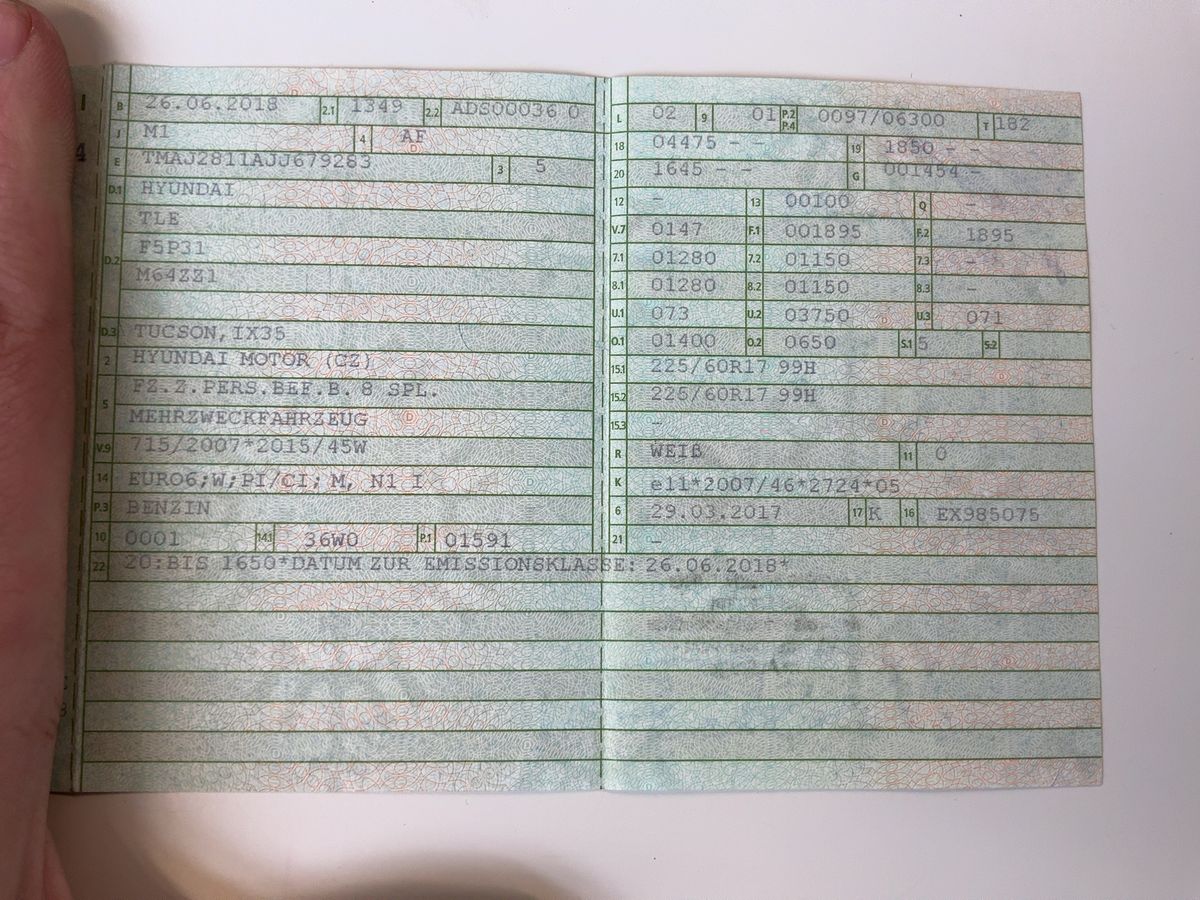 B 26.06.2018 2.1 1349 2.2 ADS00036 0
J M1 4 AF
E TMAJ2811AJJ679283 3 5
D.1 HYUNDAI
TLE
D.2 F5P31
M64ZZ1
D.3 TUCSON,IX35
2 HYUNDAI MOTOR (CZ)
FZ.Z.PERS.BEF.B. 8 SPL.
5 MEHRZWECKFAHRZEUG
V.9 715/2007*2015/45W
14 EURO6;W;PI/CI; M, N1 I
P.3 BENZIN
10 0001 14.1 36W0 P.1 01591
L 02 9 01 P.2 P.4 0097/06300 T 182
18 04475 - - 19 1850 - -
20 1645 - - G 001454 -
12 - 13 00100 Q -
V.7 0147 F.1 001895 F.2 1895
7.1 01280 7.2 01150 7.3 -
8.1 01280 8.2 01150 8.3 -
U.1 073 U.2 03750 U.3 071
O.1 01400 O.2 0650 S.1 5 S.2
15.1 225/60R17 99H
15.2 225/60R17 99H
15.3 -
R WEIß 11 0
K e11*2007/46*2724*05
6 29.03.2017 17 K 16 EX985075
21 -
22 20:BIS 1650*DATUM ZUR EMISSIONSKLASSE: 26.06.2018*